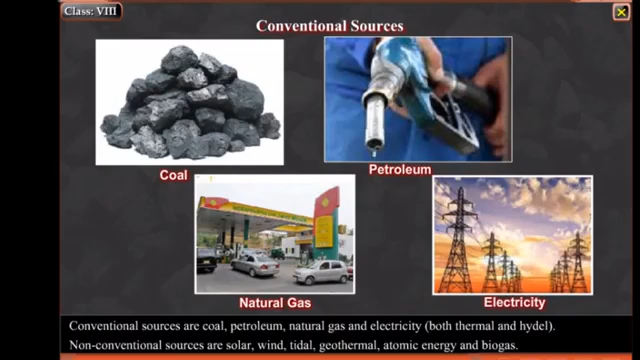 Class: VIII
Conventional Sources
Coal
Petroleum
Natural Gas
Electricity
Conventional sources are coal, petroleum, natural gas and electricity (both thermal and hydel).
Non-conventional sources are solar, wind, tidal, geothermal, atomic energy and biogas.